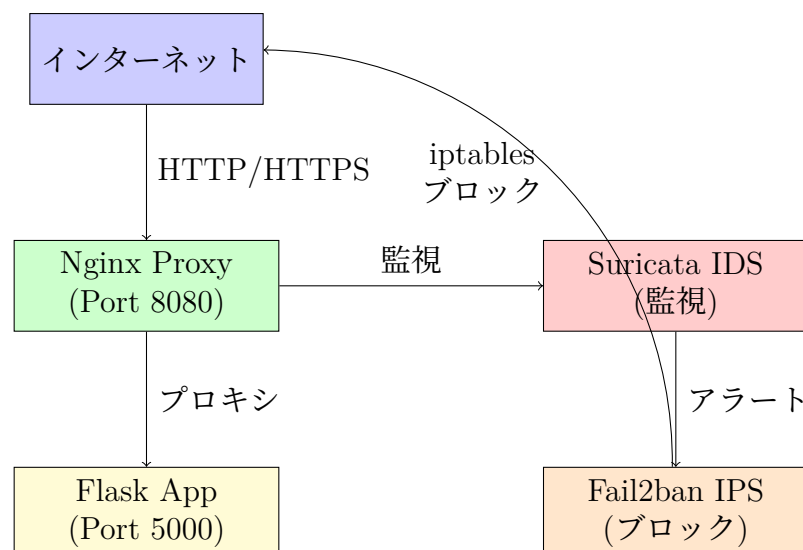 インターネット
HTTP/HTTPS
iptables
ブロック
Nginx Proxy
(Port 8080)
監視
Suricata IDS
(監視)
プロキシ
アラート
Flask App
(Port 5000)
Fail2ban IPS
(ブロック)